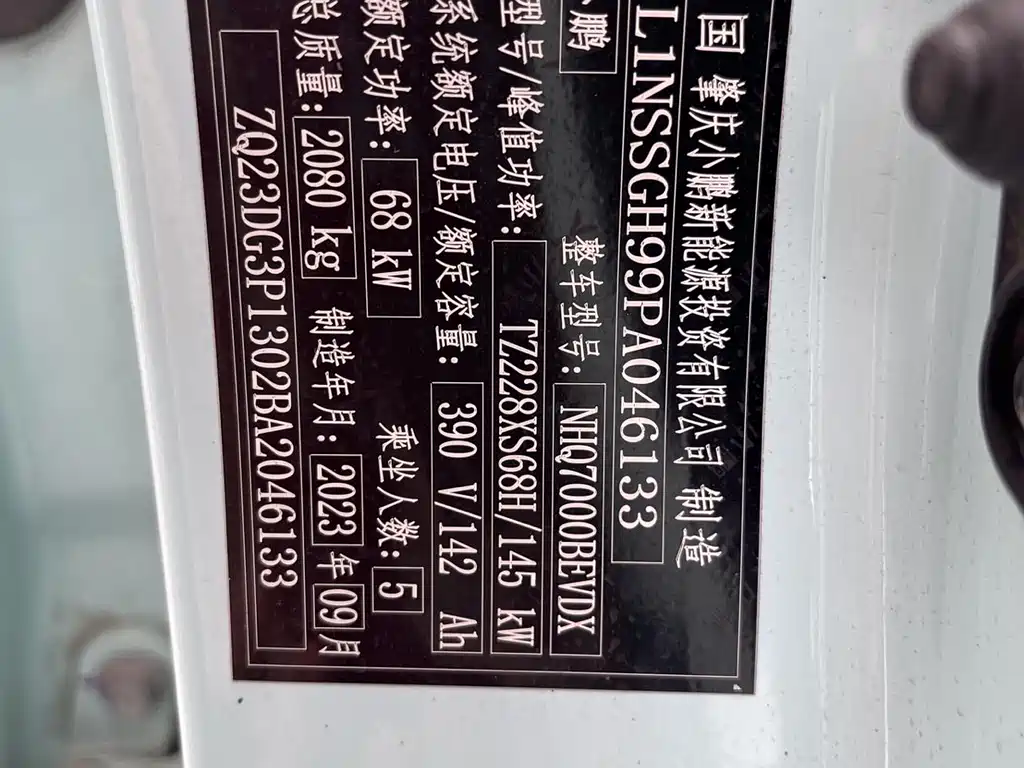 国 肇庆小鹏新能源投资有限公司 制造
L1NSSGH99PA046133
小鹏 整车型号: NHQ7000BEVDX
型号/峰值功率: TZ228XS68H/145 kW
系统额定电压/额定容量: 390 V/142 Ah
额定功率: 68 kW 乘坐人数: 5
总质量: 2080 kg 制造年月: 2023 年 09 月
ZQ23DG3P1302BA2046133